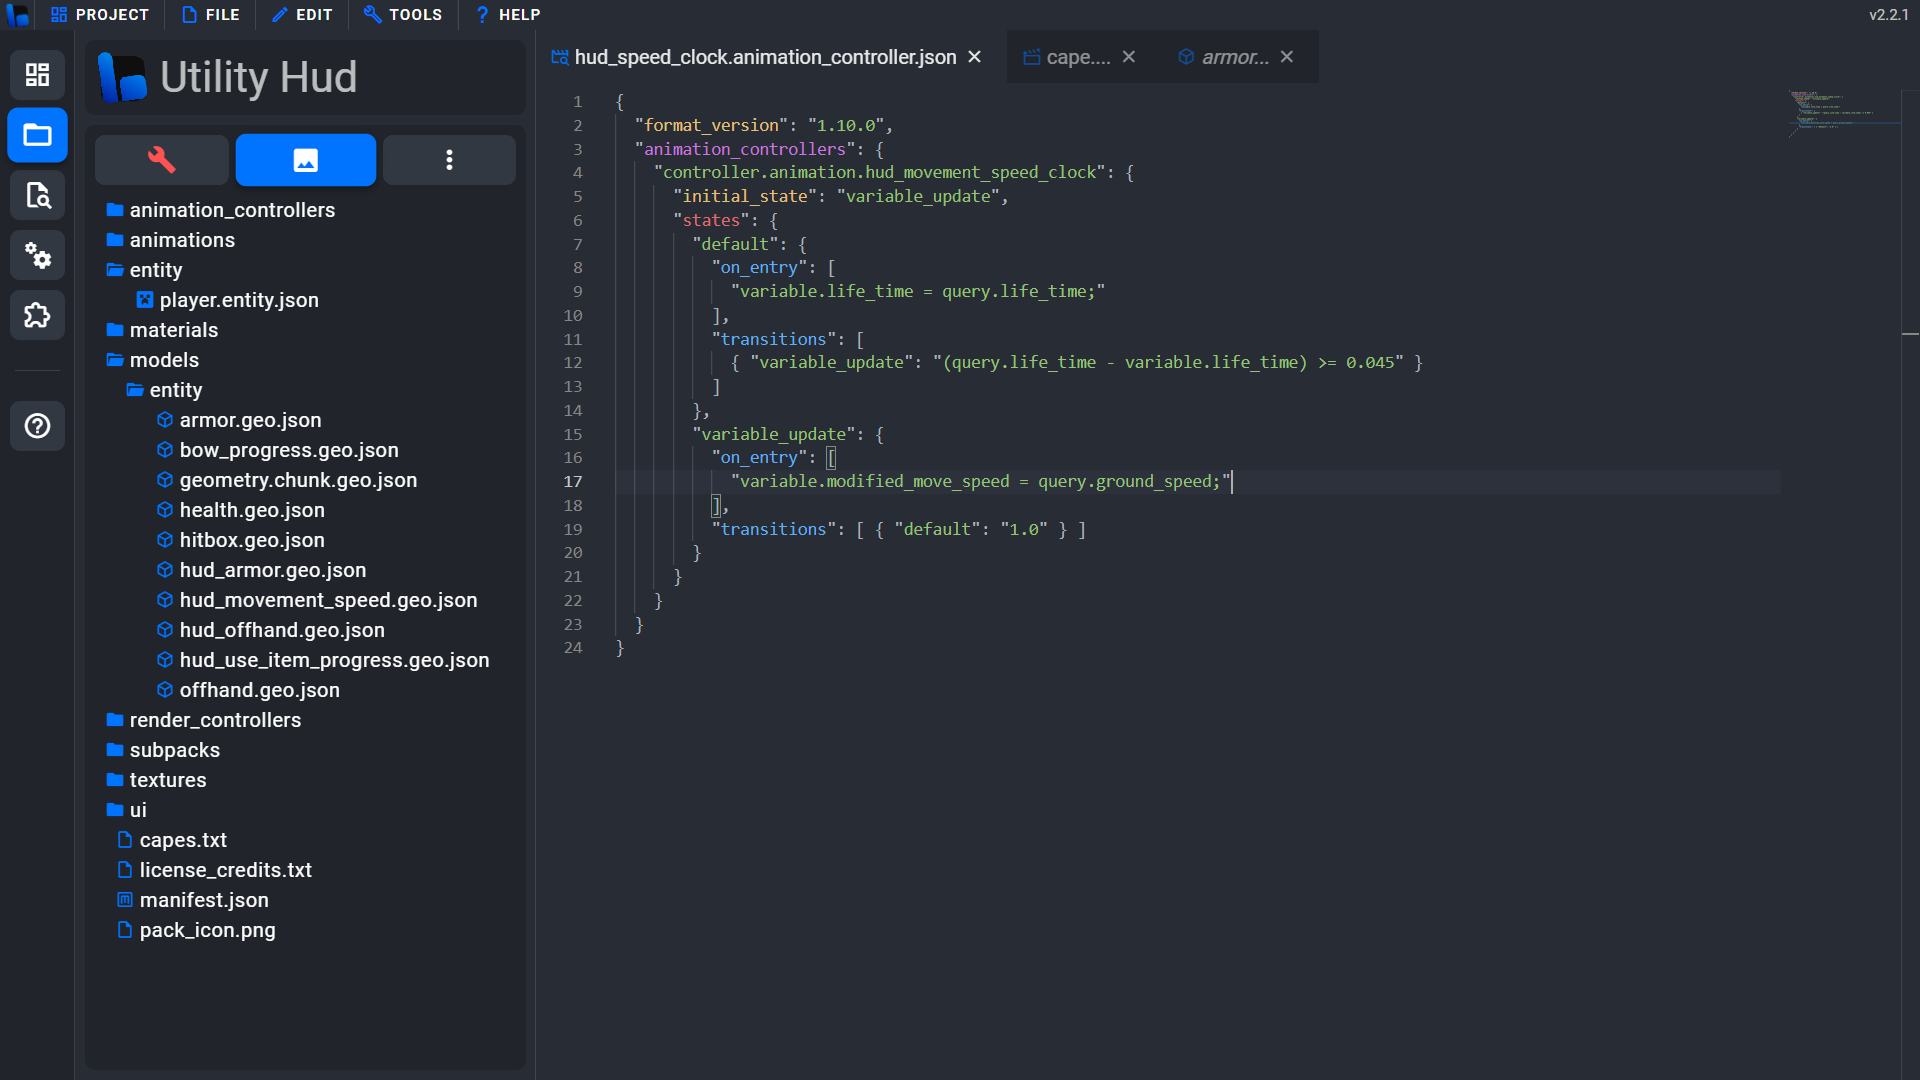 PROJECT FILE EDIT TOOLS HELP v2.2.1
Utility Hud
animation_controllers
animations
entity
player.entity.json
materials
models
entity
armor.geo.json
bow_progress.geo.json
geometry.chunk.geo.json
health.geo.json
hitbox.geo.json
hud_armor.geo.json
hud_movement_speed.geo.json
hud_offhand.geo.json
hud_use_item_progress.geo.json
offhand.geo.json
render_controllers
subpacks
textures
ui
capes.txt
license_credits.txt
manifest.json
pack_icon.png
hud_speed_clock.animation_controller.json cape.... armor...
1 {
2 "format_version": "1.10.0",
3 "animation_controllers": {
4 "controller.animation.hud_movement_speed_clock": {
5 "initial_state": "variable_update",
6 "states": {
7 "default": {
8 "on_entry": [
9 "variable.life_time = query.life_time;"
10 ],
11 "transitions": [
12 { "variable_update": "(query.life_time - variable.life_time) >= 0.045" }
13 ]
14 },
15 "variable_update": {
16 "on_entry": [
17 "variable.modified_move_speed = query.ground_speed;"
18 ],
19 "transitions": [ { "default": "1.0" } ]
20 }
21 }
22 }
23 }
24 }